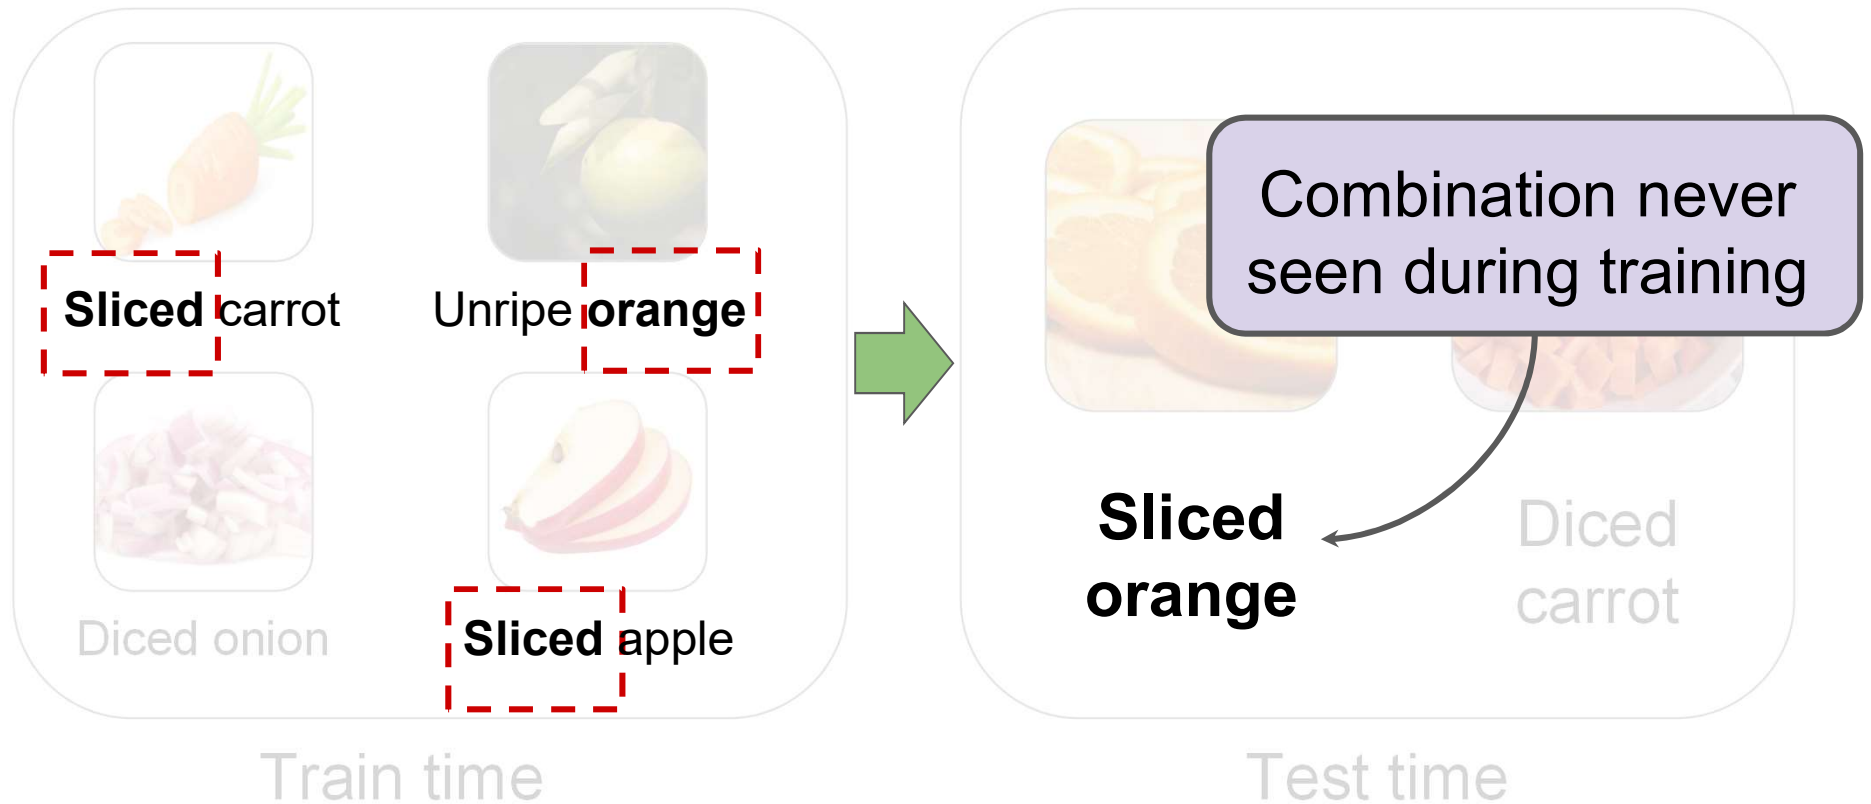 Sliced carrot
Unripe orange
Diced onion
Sliced apple
Train time
Combination never
seen during training
Sliced
orange
Diced
carrot
Test time